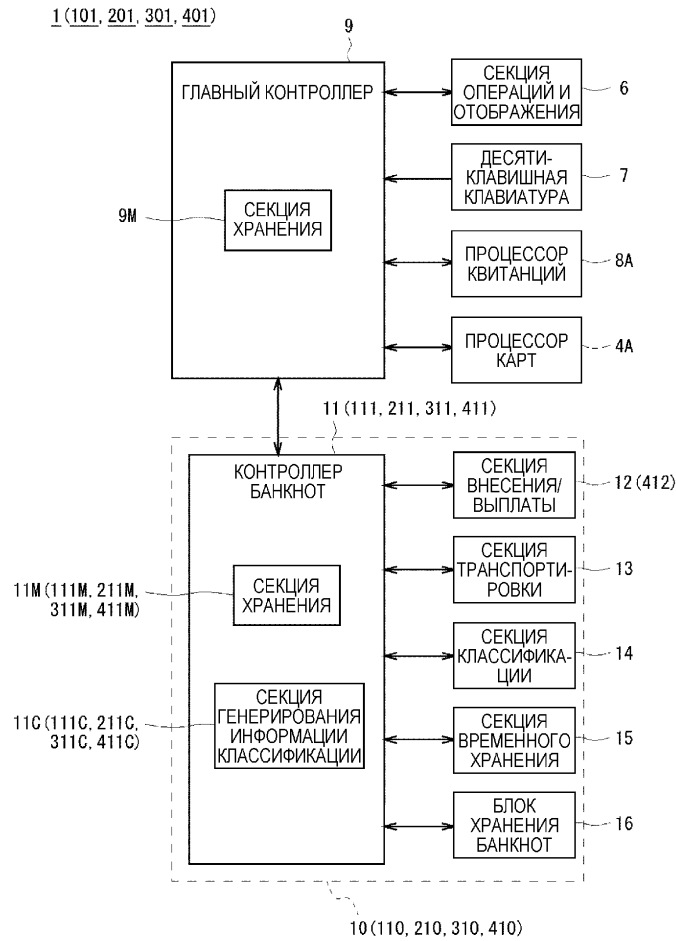 1 (101, 201, 301, 401)
9
ГЛАВНЫЙ КОНТРОЛЛЕР
9M
СЕКЦИЯ
ХРАНЕНИЯ
СЕКЦИЯ
ОПЕРАЦИЙ И
ОТОБРАЖЕНИЯ
6
ДЕСЯТИ-
КЛАВИШНАЯ
КЛАВИАТУРА
7
ПРОЦЕССОР
КВИТАНЦИЙ
8A
ПРОЦЕССОР
КАРТ
4A
11 (111, 211, 311, 411)
КОНТРОЛЛЕР
БАНКНОТ
11M (111M, 211M,
311M, 411M)
СЕКЦИЯ
ХРАНЕНИЯ
11C (111C, 211C,
311C, 411C)
СЕКЦИЯ
ГЕНЕРИРОВАНИЯ
ИНФОРМАЦИИ
КЛАССИФИКАЦИИ
СЕКЦИЯ
ВНЕСЕНИЯ/
ВЫПЛАТЫ
12 (412)
СЕКЦИЯ
ТРАНСПОРТИ-
РОВКИ
13
СЕКЦИЯ
КЛАССИФИКА-
ЦИИ
14
СЕКЦИЯ
ВРЕМЕННОГО
ХРАНЕНИЯ
15
БЛОК
ХРАНЕНИЯ
БАНКНОТ
16
10 (110, 210, 310, 410)